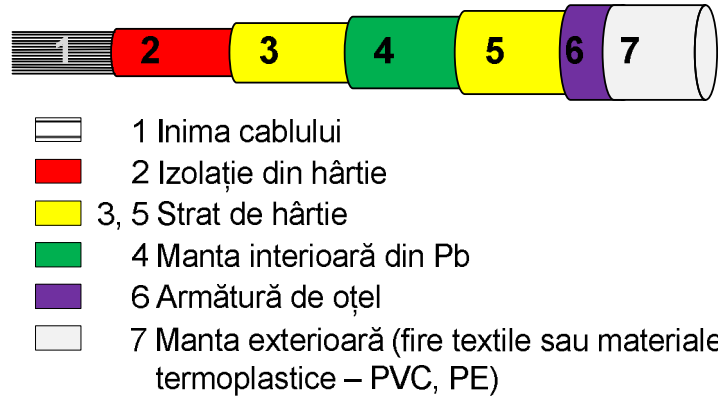 1 2 3 4 5 6 7
1 Inima cablului
2 Izolație din hârtie
3, 5 Strat de hârtie
4 Manta interioară din Pb
6 Armătură de oțel
7 Manta exterioară (fire textile sau materiale
termoplastice – PVC, PE)